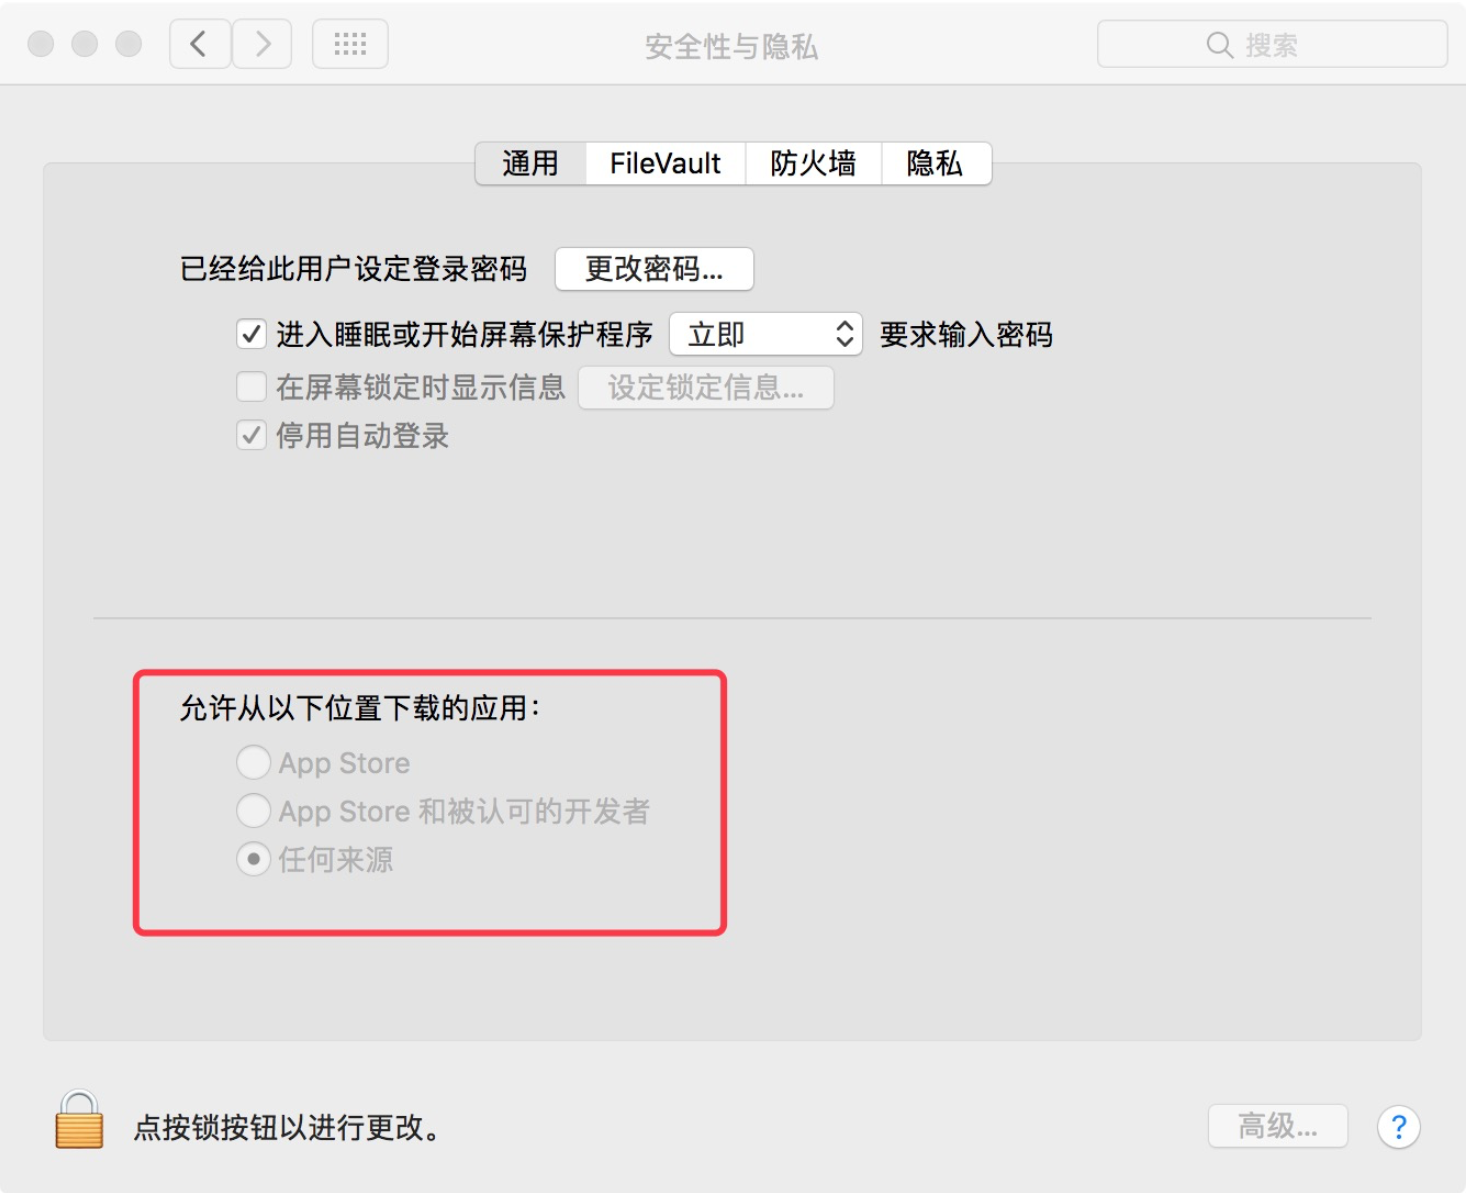 安全性与隐私
搜索
通用 FileVault 防火墙 隐私
已经给此用户设定登录密码 更改密码...
进入睡眠或开始屏幕保护程序 立即 要求输入密码
在屏幕锁定时显示信息 设定锁定信息...
停用自动登录
允许从以下位置下载的应用：
App Store
App Store 和被认可的开发者
任何来源
点按锁按钮以进行更改。
高级... ?